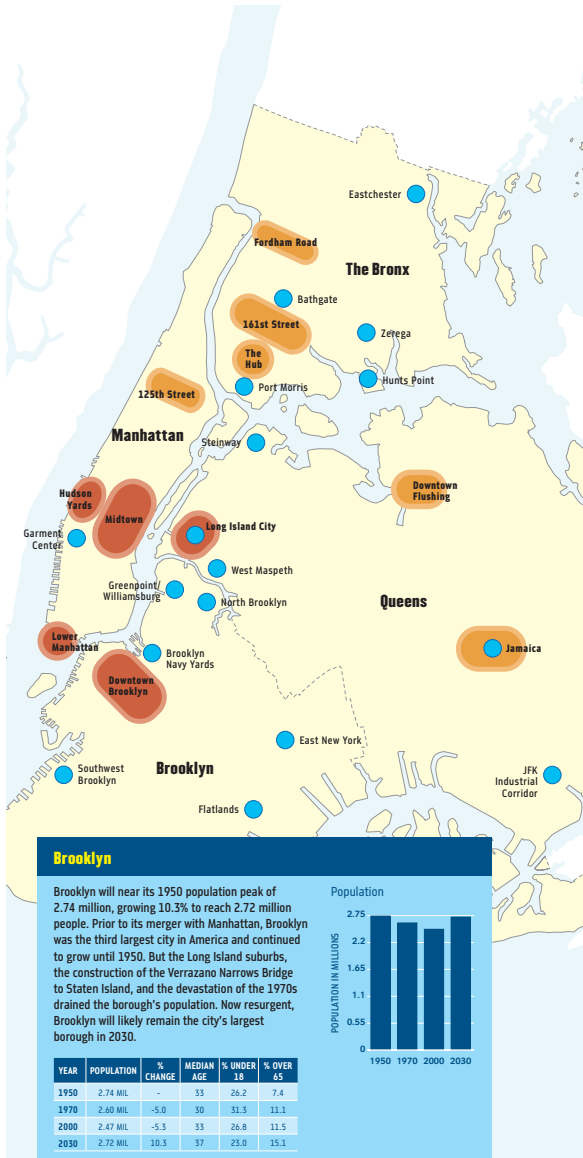 Eastchester
Fordham Road
The Bronx
Bathgate
161st Street
Zerega
The
Hub
Hunts Point
Port Morris
125th Street
Manhattan
Steinway
Downtown
Flushing
Hudson
Yards
Midtown
Long Island City
Garment
Center
West Maspeth
Greenpoint/
Williamsburg
North Brooklyn
Queens
Lower
Manhattan
Jamaica
Brooklyn
Navy Yards
Downtown
Brooklyn
East New York
Southwest
Brooklyn
Brooklyn
JFK
Industrial
Corridor
Flatlands
Brooklyn
Brooklyn will near its 1950 population peak of
2.74 million, growing 10.3% to reach 2.72 million
people. Prior to its merger with Manhattan, Brooklyn
was the third largest city in America and continued
to grow until 1950. But the Long Island suburbs,
the construction of the Verrazano Narrows Bridge
to Staten Island, and the devastation of the 1970s
drained the borough's population. Now resurgent,
Brooklyn will likely remain the city's largest
borough in 2030.
YEAR POPULATION % CHANGE MEDIAN AGE % UNDER 18 % OVER 65
1950 2.74 MIL - 33 26.2 7.4
1970 2.60 MIL -5.0 30 31.3 11.1
2000 2.47 MIL -5.3 33 26.8 11.5
2030 2.72 MIL 10.3 37 23.0 15.1
Population
POPULATION IN MILLIONS
2.75
2.2
1.65
1.1
0.55
0
1950 1970 2000 2030